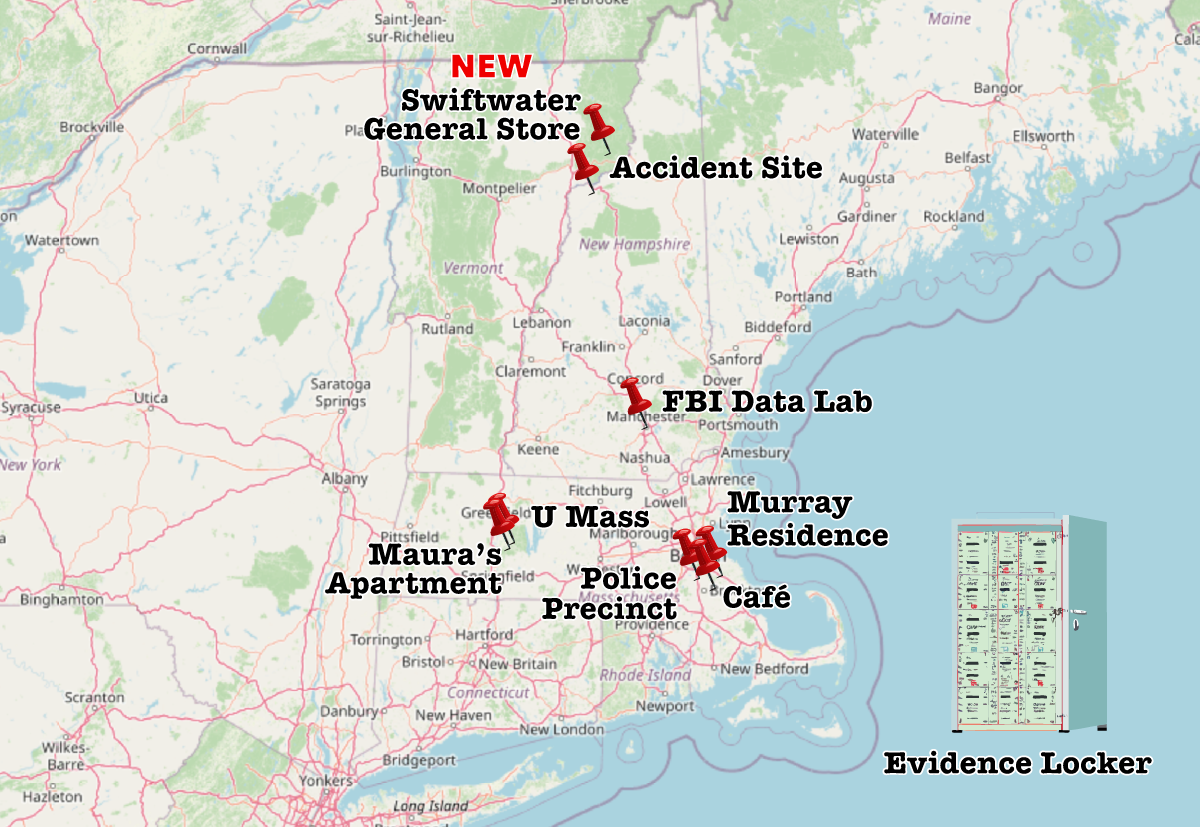 Sherbrooke
Saint-Jean-
sur-Richelieu
Maine
Cornwall
NEW
Bangor
Swiftwater
General Store
Brockville
Waterville
Ellsworth
Belfast
Burlington
Accident Site
Montpelier
Augusta
Gardiner
Rockland
Watertown
New Hampshire
Lewiston
Vermont
Bath
Portland
Rutland
Lebanon
Laconia
Biddeford
Franklin
Sanford
Claremont
Concord
Dover
Saratoga
Springs
Utica
Syracuse
FBI Data Lab
Manchester
Portsmouth
Keene
Amesbury
New York
Nashua
Albany
Lawrence
Fitchburg
Lowell
Murray
Residence
Lynn
U Mass
Pittsfield
Marlborough
Maura's
Apartment
Police
Precinct
Café
Binghamton
Massachusetts
Providence
Torrington
Hartford
Bristol
New Britain
New Bedford
Rhode Island
Connecticut
Scranton
Danbury
New Haven
Newport
New London
Wilkes-
Barre
Bridgeport
Evidence Locker
Yonkers
Hazleton
Long Island